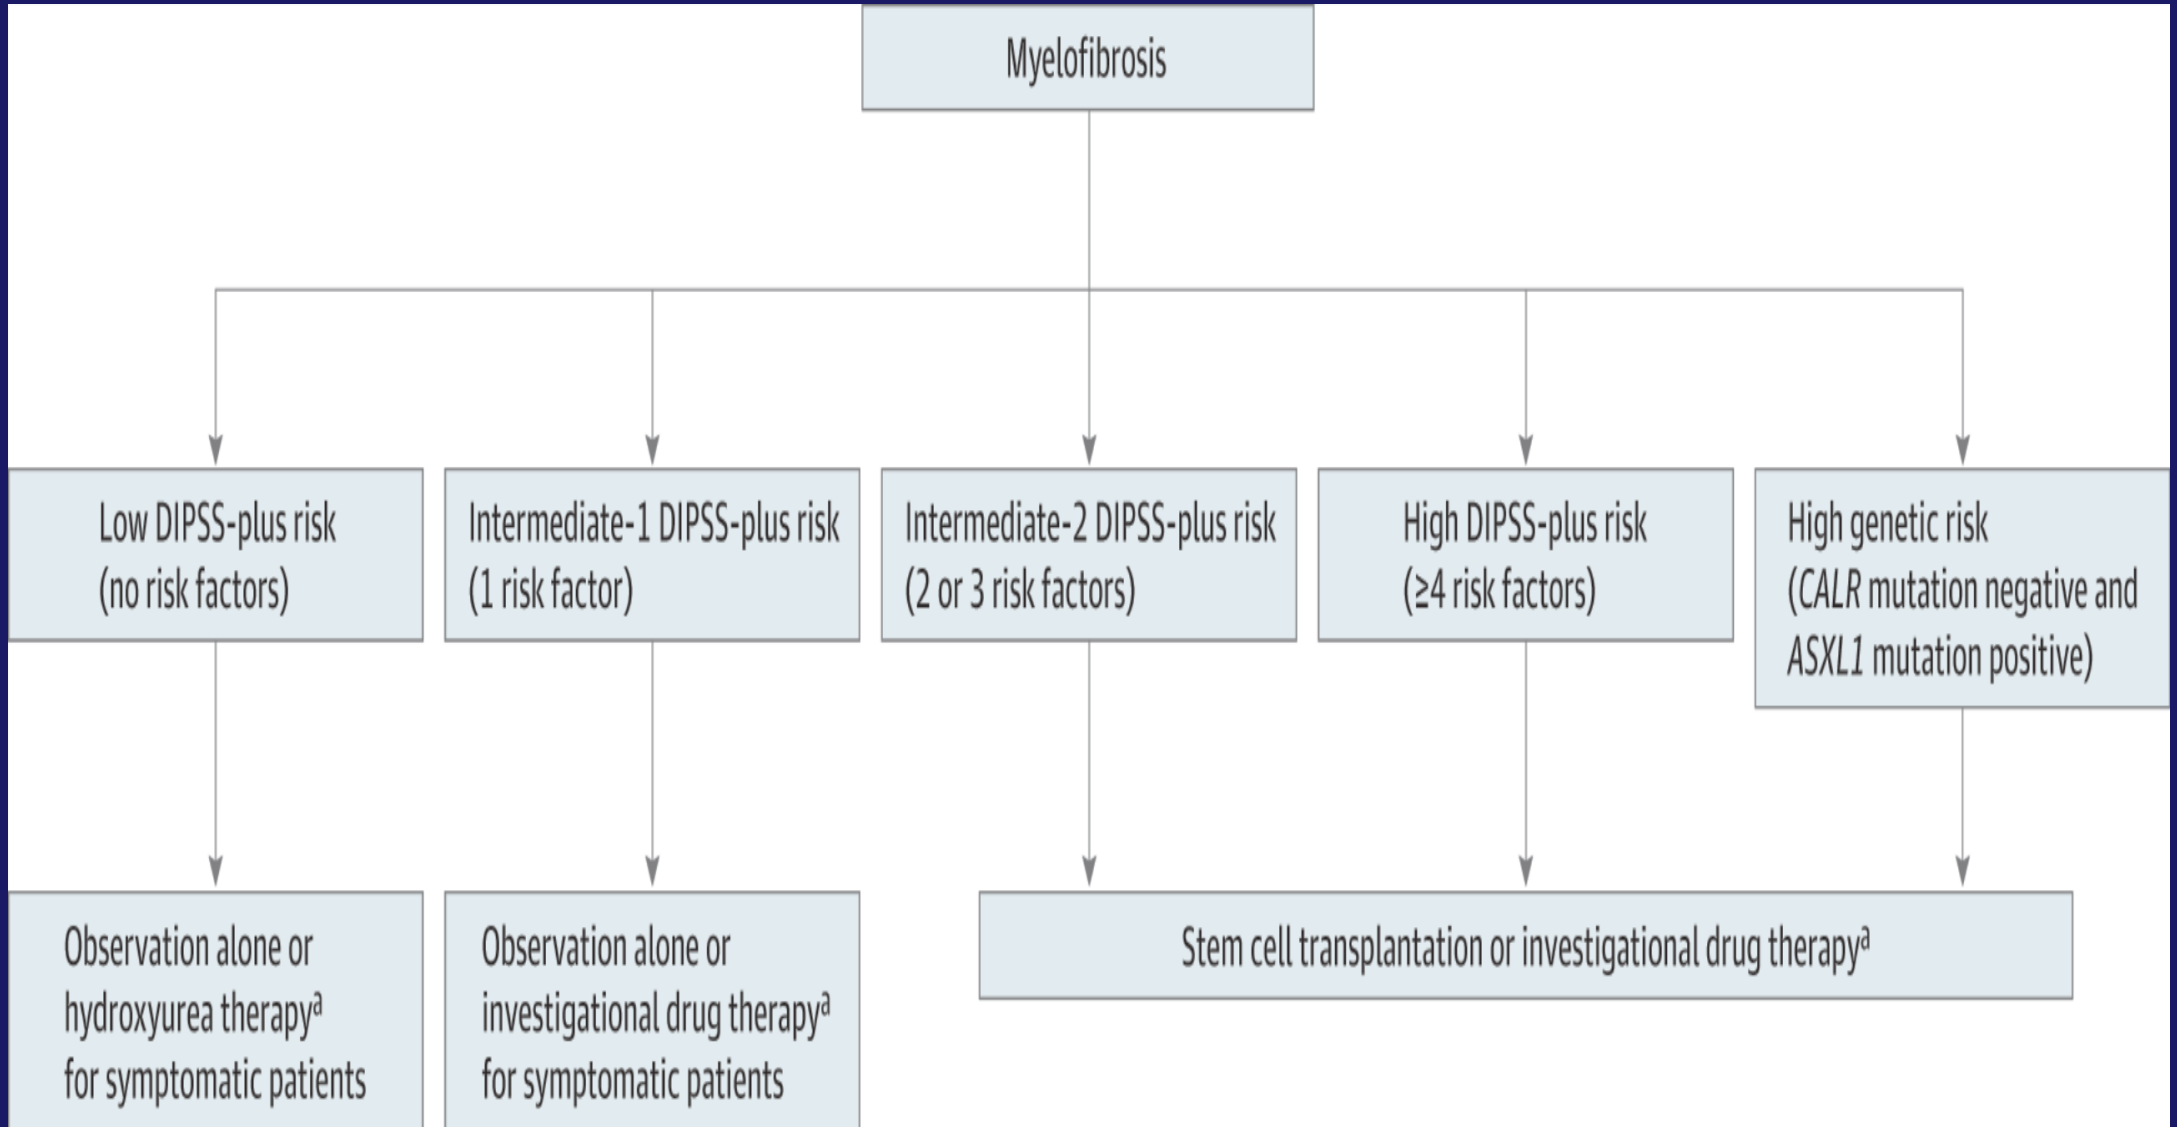 Myelofibrosis
Low DIPSS-plus risk
(no risk factors)
Intermediate-1 DIPSS-plus risk
(1 risk factor)
Intermediate-2 DIPSS-plus risk
(2 or 3 risk factors)
High DIPSS-plus risk
(≥4 risk factors)
High genetic risk
(CALR mutation negative and
ASXL1 mutation positive)
Observation alone or
hydroxyurea therapyª
for symptomatic patients
Observation alone or
investigational drug therapyª
for symptomatic patients
Stem cell transplantation or investigational drug therapyª